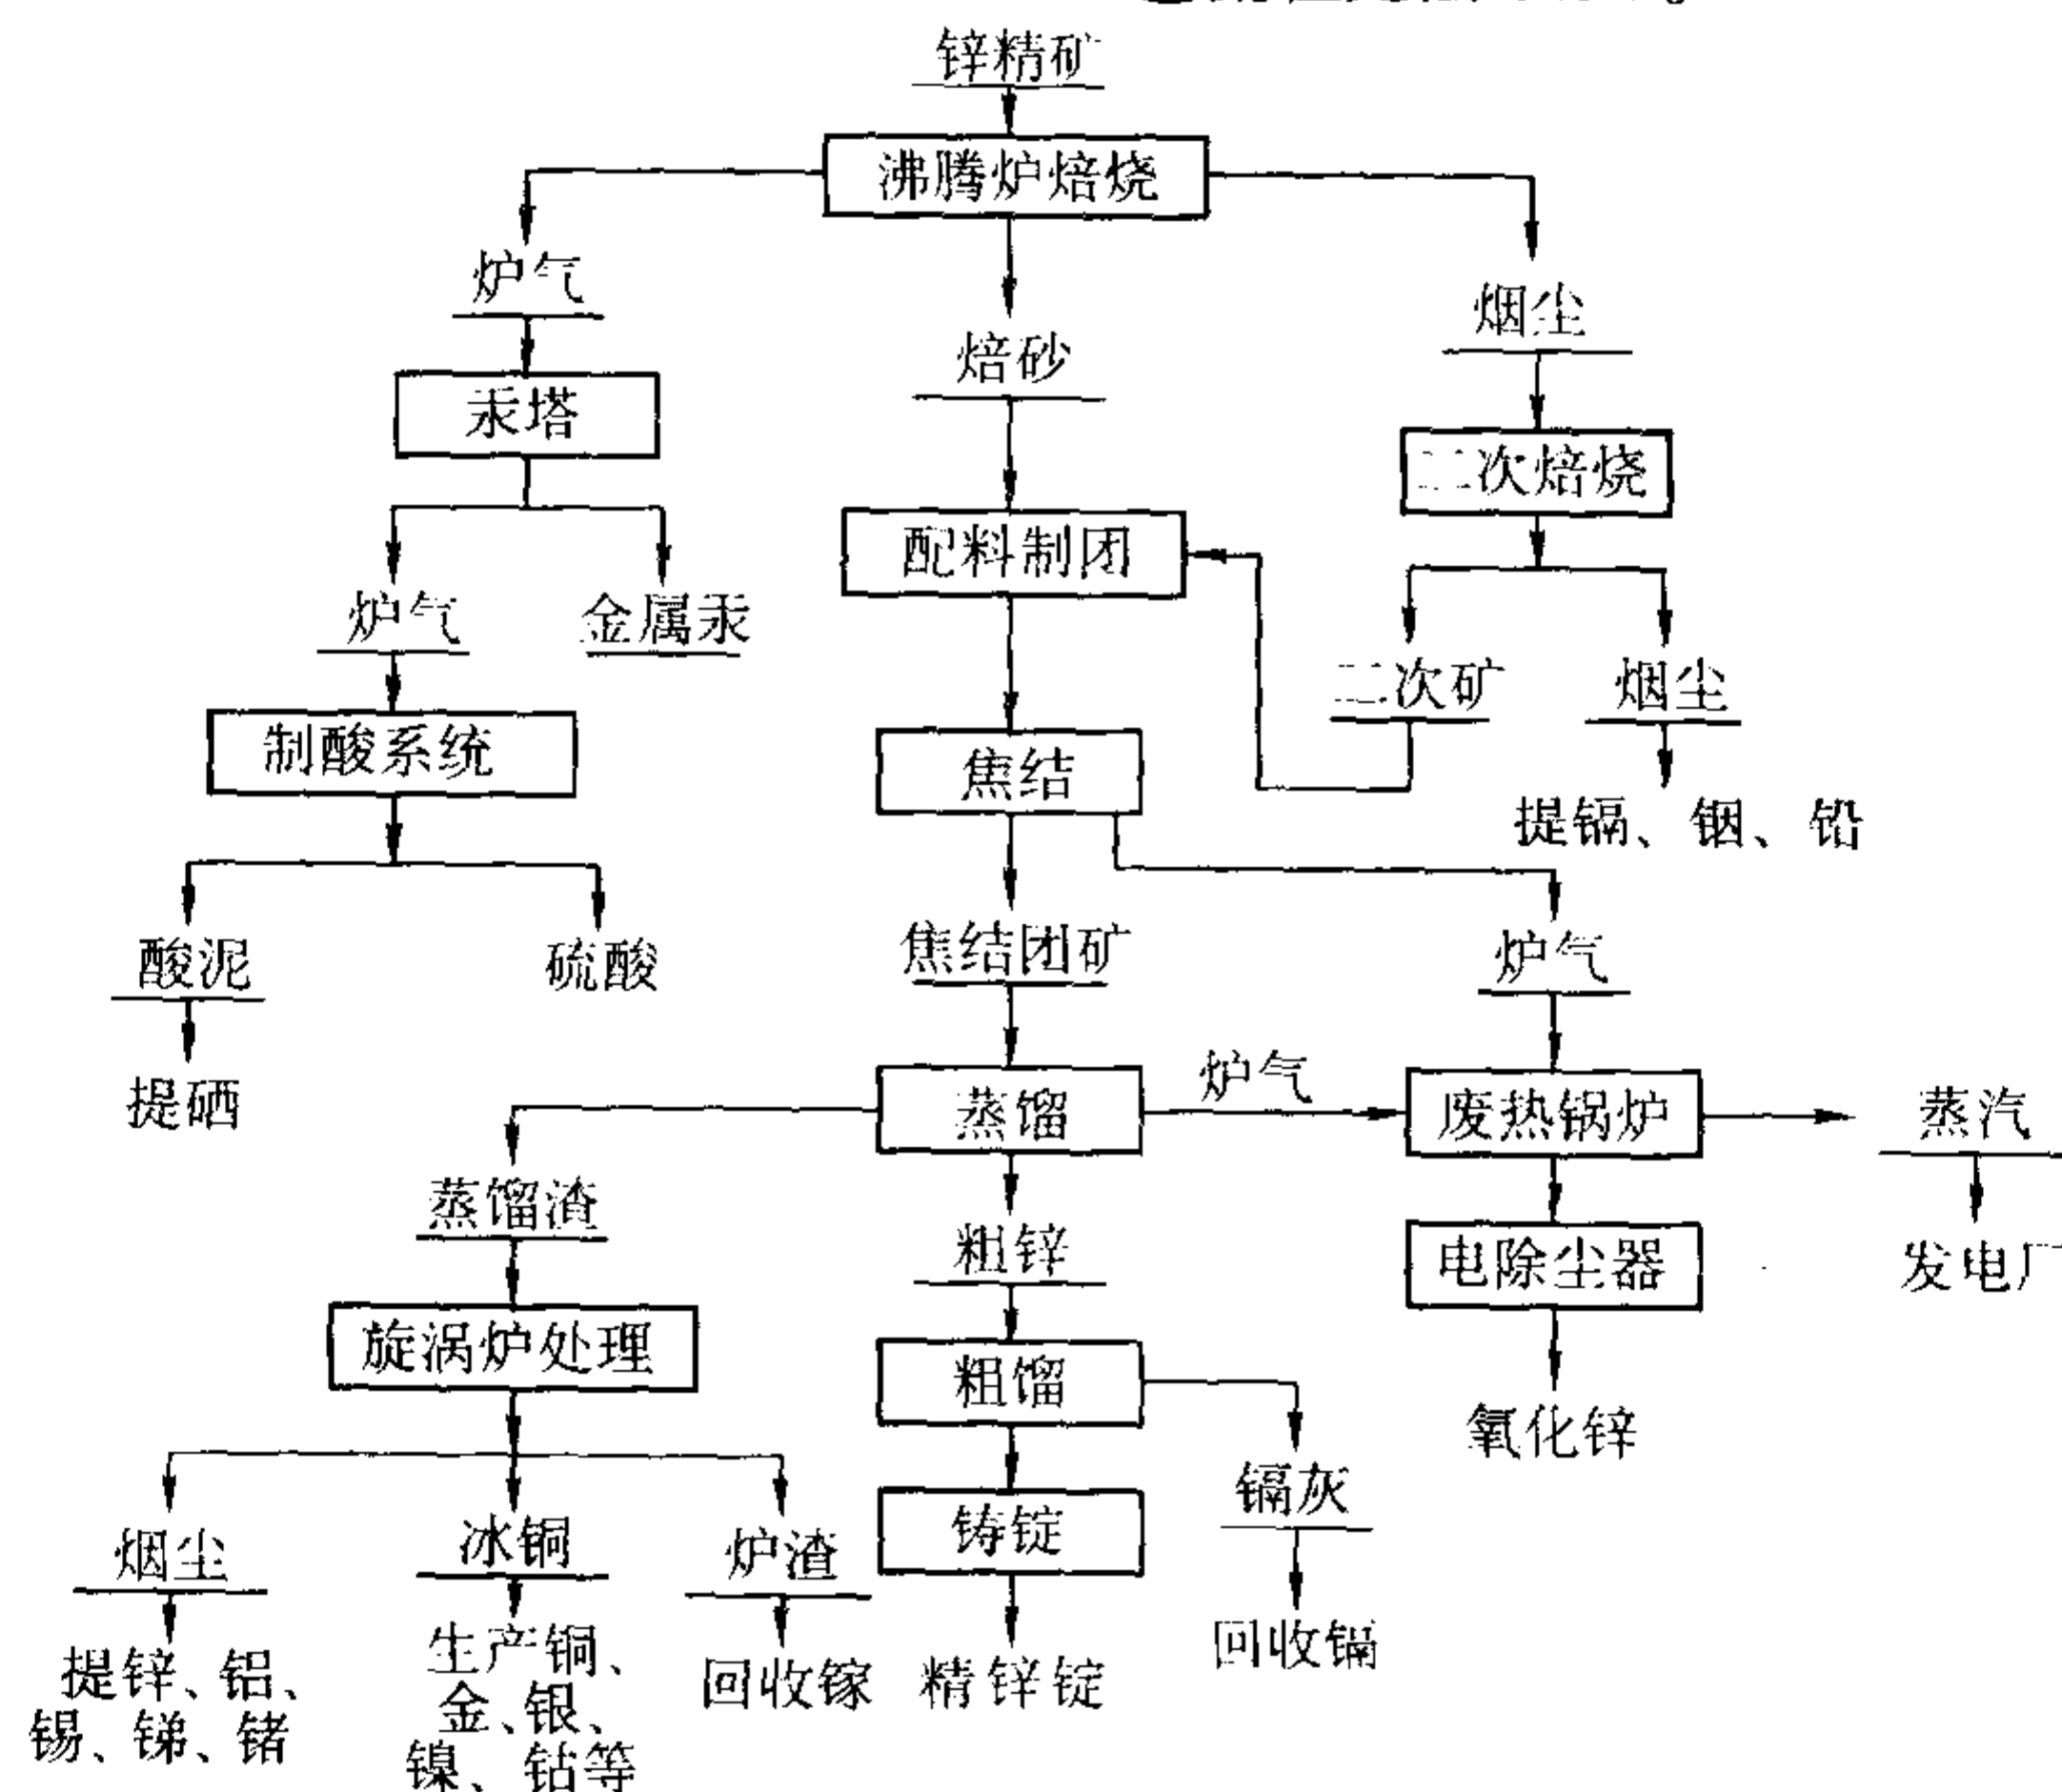 锌精矿
沸腾炉焙烧
炉气
烟尘
焙砂
汞塔
二次焙烧
配料制团
炉气
金属汞
二次矿
烟尘
制酸系统
焦结
提镉、铟、铅
酸泥
硫酸
焦结团矿
炉气
提硒
蒸馏
炉气
废热锅炉
蒸汽
蒸馏渣
粗锌
电除尘器
发电厂
旋涡炉处理
粗馏
氧化锌
镉灰
烟尘
冰铜
炉渣
铸锭
回收镉
提锌、铝、
锡、锑、锗
生产铜、
金、银、
镍、钴等
回收镓
精锌锭